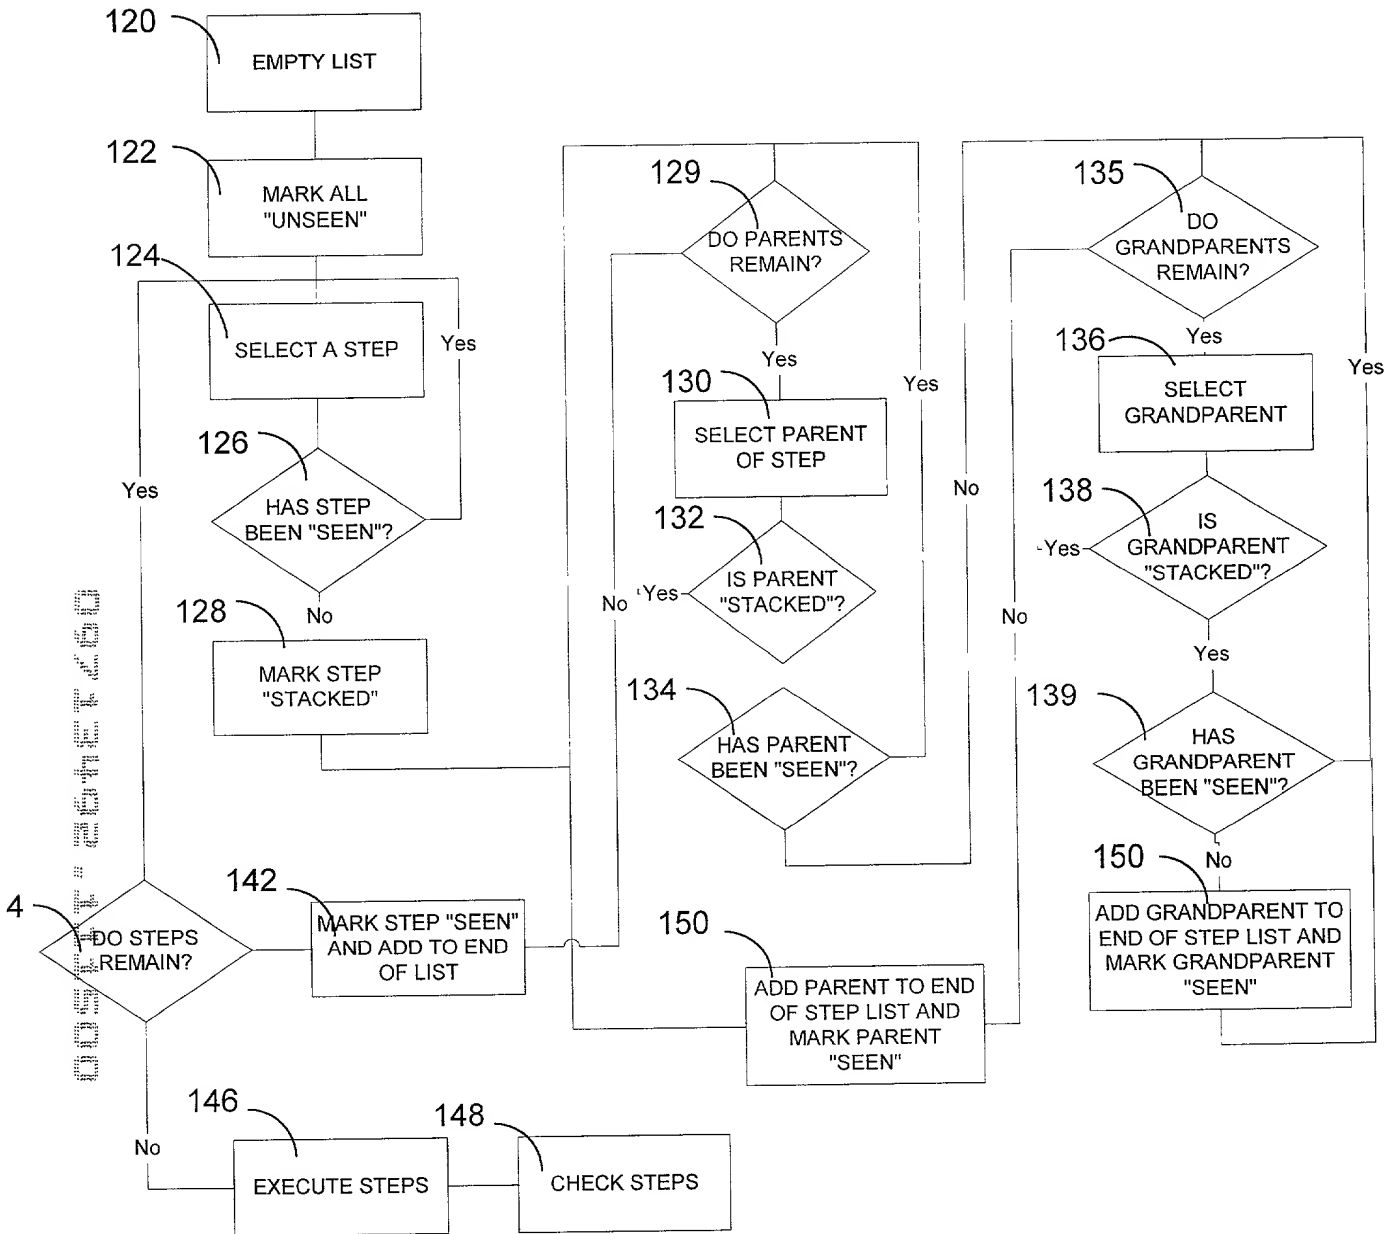 120
EMPTY LIST
122
MARK ALL
"UNSEEN"
124
SELECT A STEP
Yes
126
HAS STEP
BEEN "SEEN"?
Yes
No
128
MARK STEP
"STACKED"
129
DO PARENTS
REMAIN?
Yes
130
SELECT PARENT
OF STEP
Yes
132
IS PARENT
"STACKED"?
Yes
No
134
HAS PARENT
BEEN "SEEN"?
No
135
DO
GRANDPARENTS
REMAIN?
Yes
136
SELECT
GRANDPARENT
Yes
138
IS
GRANDPARENT
"STACKED"?
Yes
No
Yes
139
HAS
GRANDPARENT
BEEN "SEEN"?
No
150
ADD GRANDPARENT TO
END OF STEP LIST AND
MARK GRANDPARENT
"SEEN"
4
DO STEPS
REMAIN?
142
MARK STEP "SEEN"
AND ADD TO END
OF LIST
150
ADD PARENT TO END
OF STEP LIST AND
MARK PARENT
"SEEN"
No
146
EXECUTE STEPS
148
CHECK STEPS